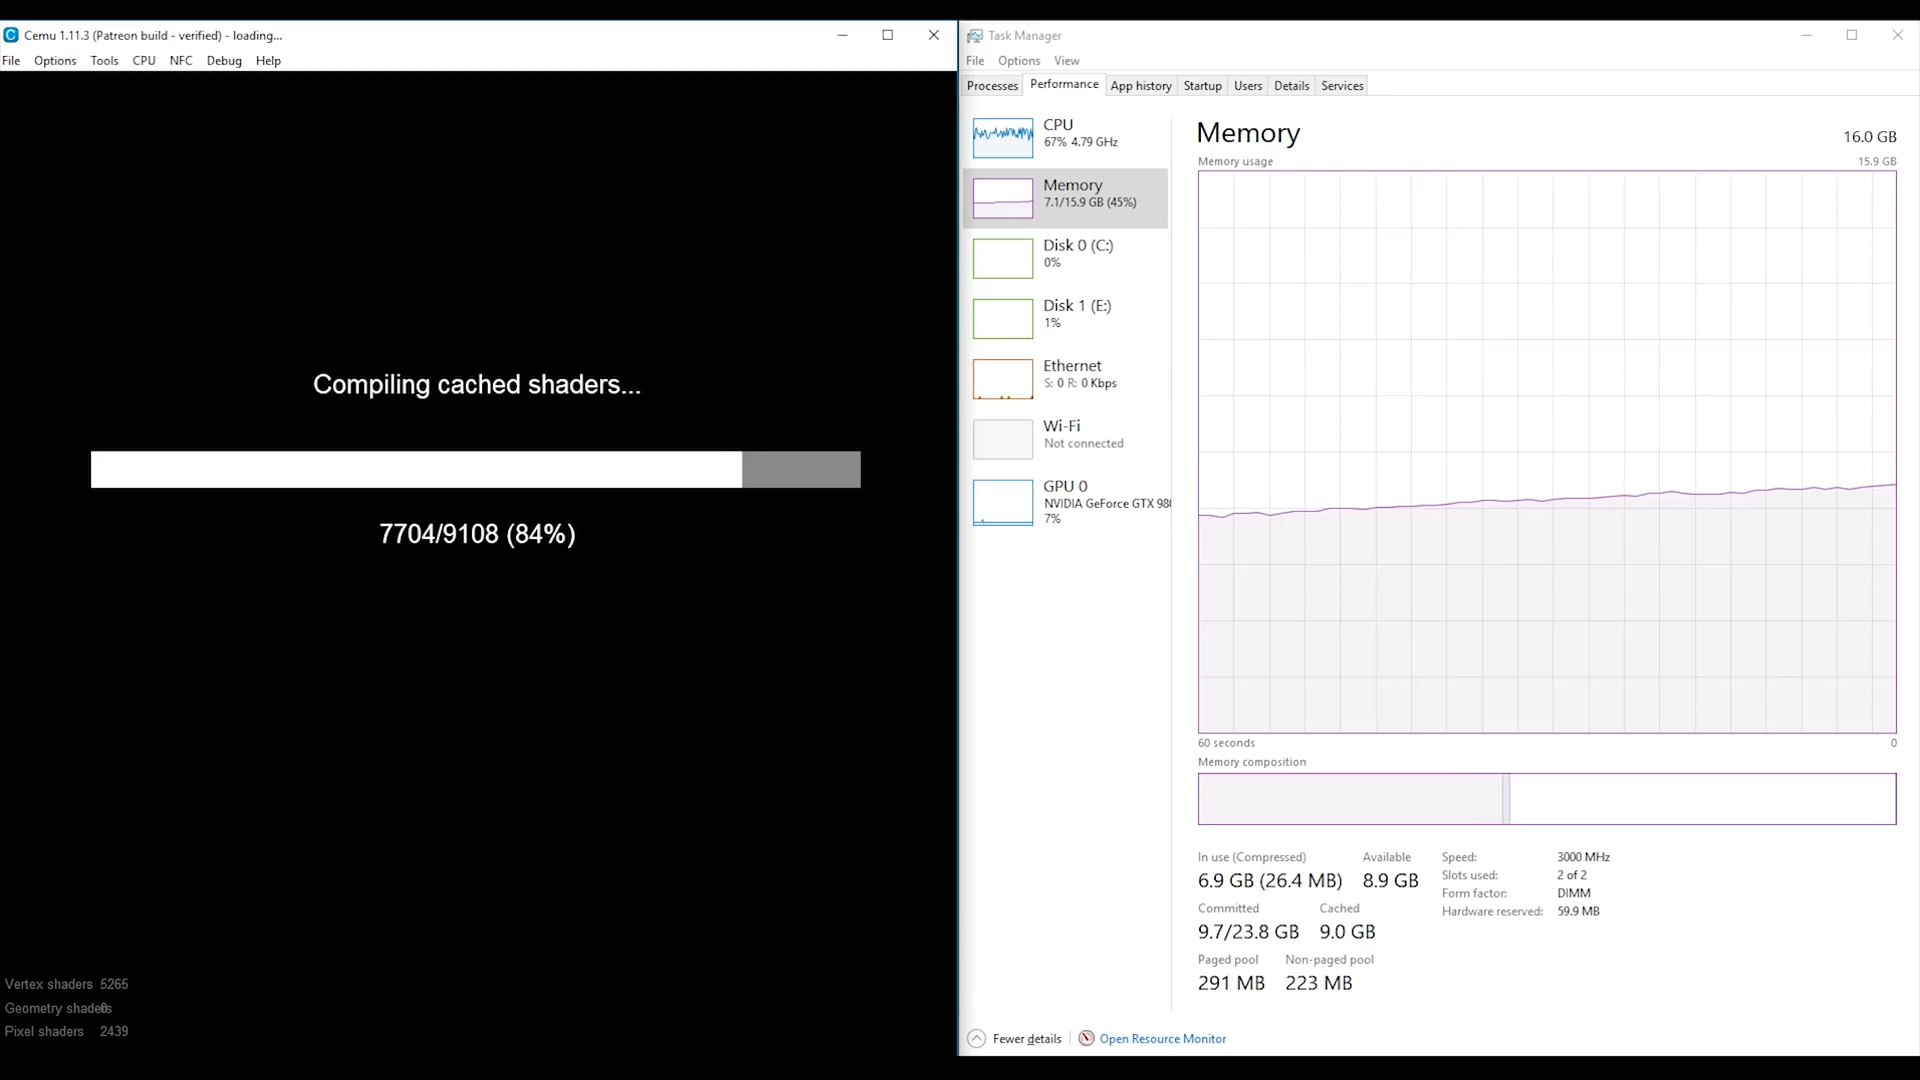 Cemu 1.11.3 (Patreon build - verified) - loading...
File Options Tools CPU NFC Debug Help
Compiling cached shaders...
7704/9108 (84%)
Vertex shaders 5265
Geometry shaders 0
Pixel shaders 2439
Task Manager
File Options View
Processes Performance App history Startup Users Details Services
CPU
67% 4.79 GHz
Memory
7.1/15.9 GB (45%)
Disk 0 (C:)
0%
Disk 1 (E:)
1%
Ethernet
S: 0 R: 0 Kbps
Wi-Fi
Not connected
GPU 0
NVIDIA GeForce GTX 98
7%
Memory 16.0 GB
Memory usage 15.9 GB
60 seconds 0
Memory composition
In use (Compressed) Available
6.9 GB (26.4 MB) 8.9 GB
Committed Cached
9.7/23.8 GB 9.0 GB
Paged pool Non-paged pool
291 MB 223 MB
Speed: 3000 MHz
Slots used: 2 of 2
Form factor: DIMM
Hardware reserved: 59.9 MB
Fewer details Open Resource Monitor